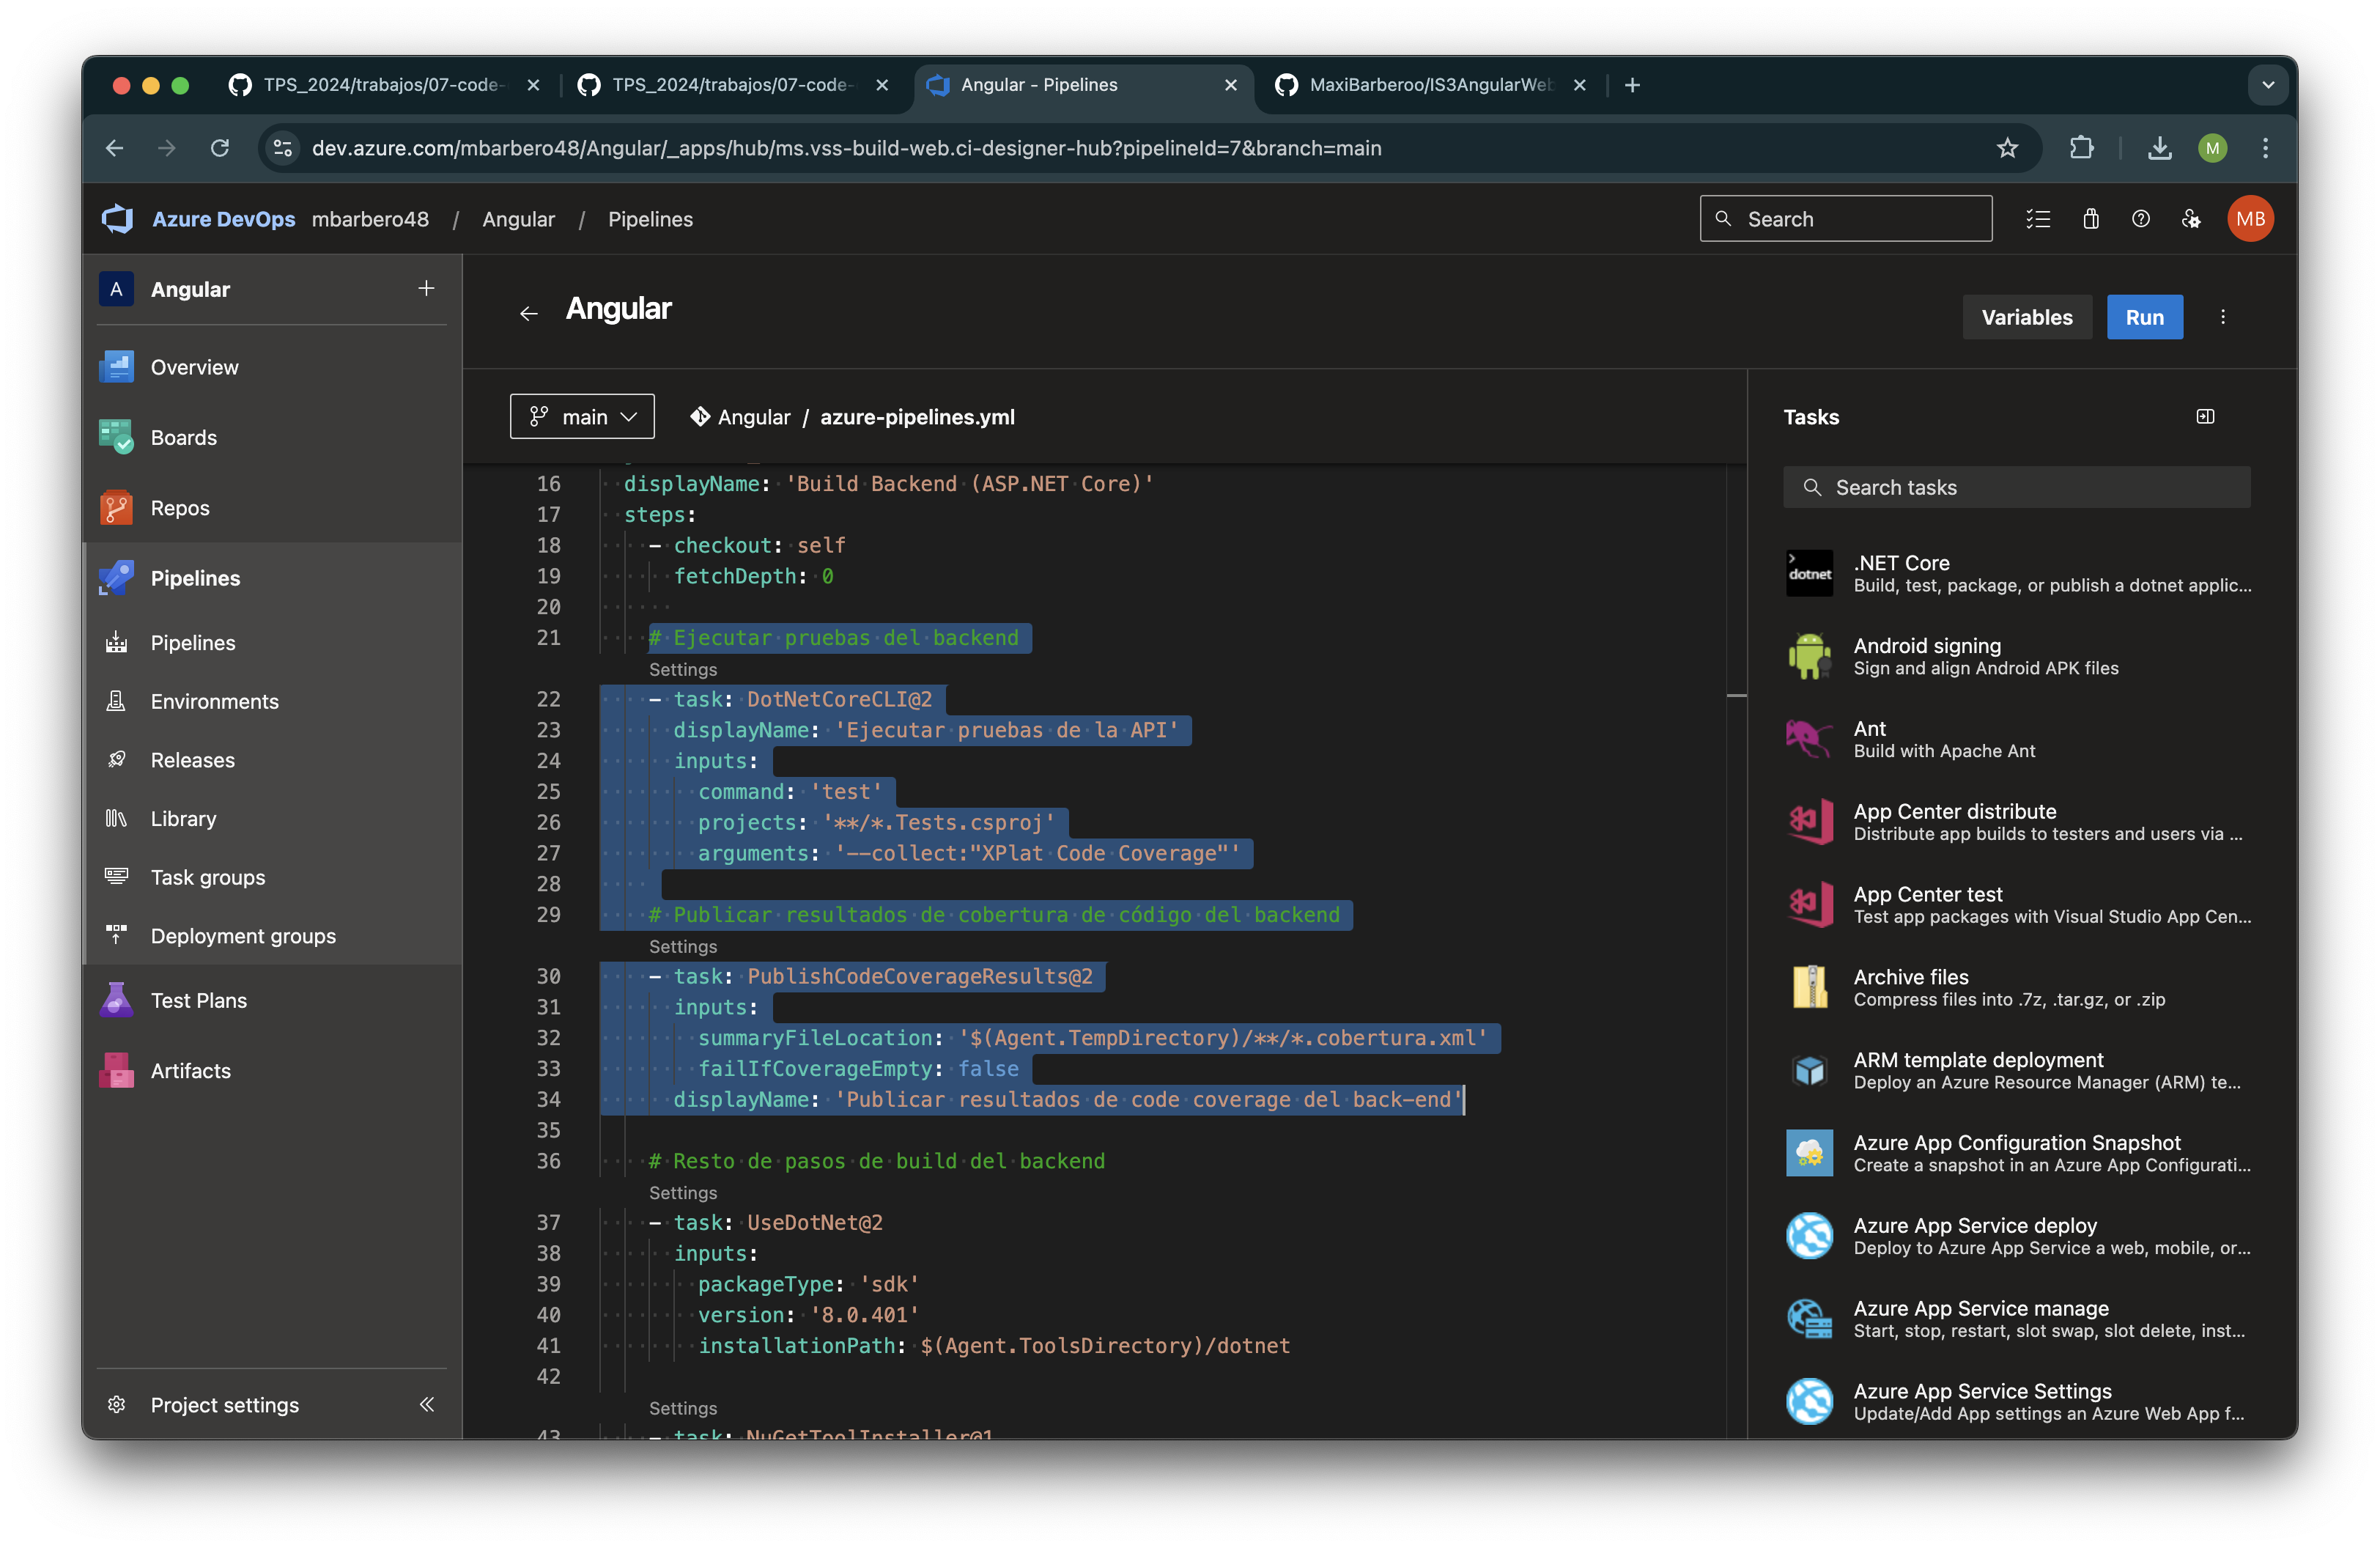 TPS_2024/trabajos/07-code-
TPS_2024/trabajos/07-code-
Angular - Pipelines
MaxiBarberoo/IS3AngularWeb
dev.azure.com/mbarbero48/Angular/_apps/hub/ms.vss-build-web.ci-designer-hub?pipelineId=7&branch=main
M
Azure DevOps mbarbero48 / Angular / Pipelines
Search
MB
A Angular
Overview
Boards
Repos
Pipelines
Pipelines
Environments
Releases
Library
Task groups
Deployment groups
Test Plans
Artifacts
Project settings
Angular
Variables
Run
main
Angular / azure-pipelines.yml
16 displayName: 'Build Backend (ASP.NET Core)'
17 steps:
18 - checkout: self
19 fetchDepth: 0
20
21 # Ejecutar pruebas del backend
Settings
22 - task: DotNetCoreCLI@2
23 displayName: 'Ejecutar pruebas de la API'
24 inputs:
25 command: 'test'
26 projects: '**/*.Tests.csproj'
27 arguments: '--collect:"XPlat Code Coverage"'
28
29 # Publicar resultados de cobertura de código del backend
Settings
30 - task: PublishCodeCoverageResults@2
31 inputs:
32 summaryFileLocation: '$(Agent.TempDirectory)/**/*.cobertura.xml'
33 failIfCoverageEmpty: false
34 displayName: 'Publicar resultados de code coverage del back-end'
35
36 # Resto de pasos de build del backend
Settings
37 - task: UseDotNet@2
38 inputs:
39 packageType: 'sdk'
40 version: '8.0.401'
41 installationPath: $(Agent.ToolsDirectory)/dotnet
42
Settings
43 - task: NuGetToolInstaller@1
Tasks
Search tasks
dotnet
.NET Core
Build, test, package, or publish a dotnet applic...
Android signing
Sign and align Android APK files
Ant
Build with Apache Ant
App Center distribute
Distribute app builds to testers and users via ...
App Center test
Test app packages with Visual Studio App Cen...
Archive files
Compress files into .7z, .tar.gz, or .zip
ARM template deployment
Deploy an Azure Resource Manager (ARM) te...
Azure App Configuration Snapshot
Create a snapshot in an Azure App Configurati...
Azure App Service deploy
Deploy to Azure App Service a web, mobile, or...
Azure App Service manage
Start, stop, restart, slot swap, slot delete, inst...
Azure App Service Settings
Update/Add App settings an Azure Web App f...